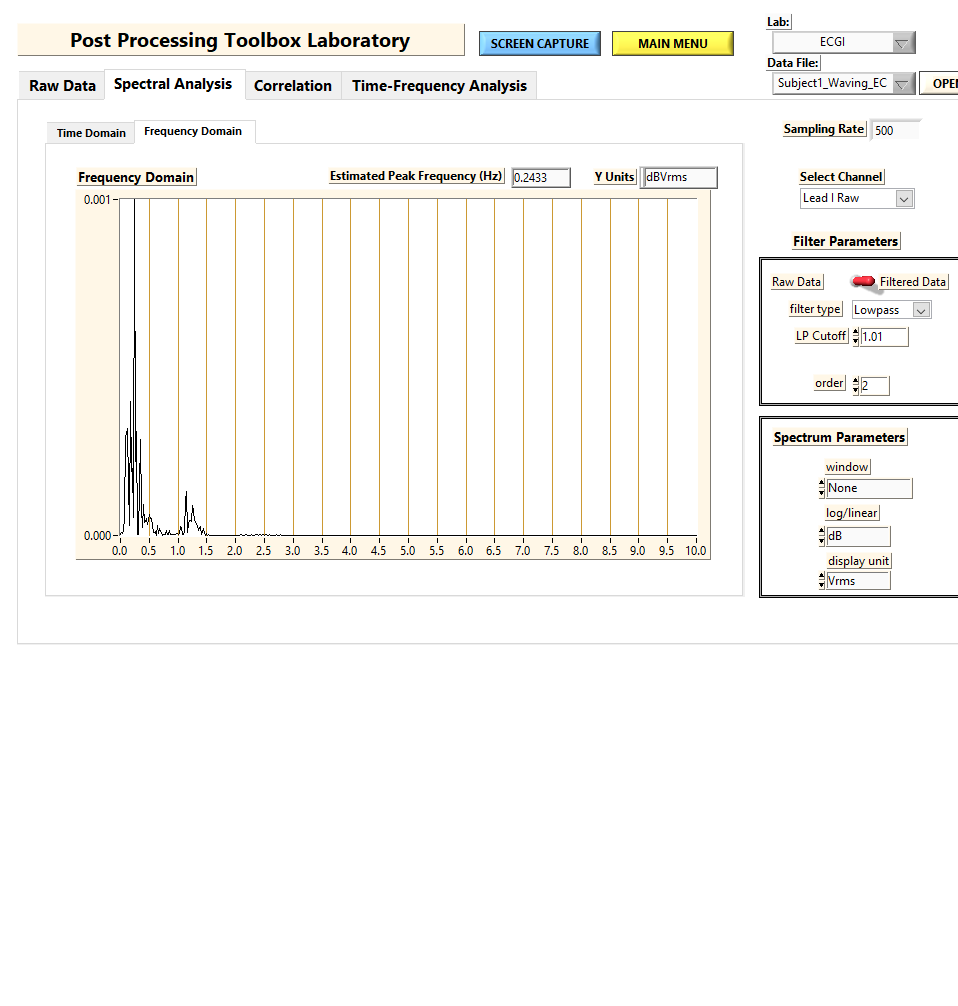 Post Processing Toolbox Laboratory
SCREEN CAPTURE
MAIN MENU
Lab:
ECGI
Data File:
Subject1_Waving_EC
OPE
Raw Data
Spectral Analysis
Correlation
Time-Frequency Analysis
Time Domain
Frequency Domain
Sampling Rate
500
Frequency Domain
Estimated Peak Frequency (Hz)
0.2433
Y Units
dBVrms
Select Channel
Lead I Raw
0.001
0.000
0.0 0.5 1.0 1.5 2.0 2.5 3.0 3.5 4.0 4.5 5.0 5.5 6.0 6.5 7.0 7.5 8.0 8.5 9.0 9.5 10.0
Filter Parameters
Raw Data
Filtered Data
filter type
Lowpass
LP Cutoff
1.01
order
2
Spectrum Parameters
window
None
log/linear
dB
display unit
Vrms